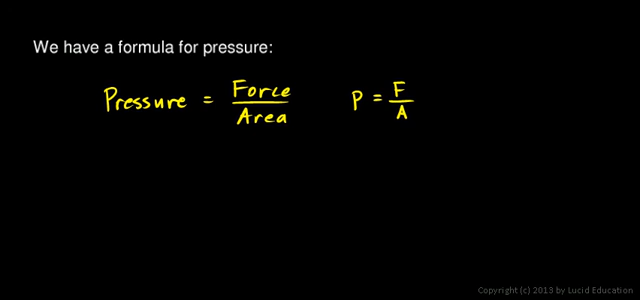 We have a formula for pressure:
Pressure = Force / Area    P = F / A
Copyright (c) 2013 by Lucid Education